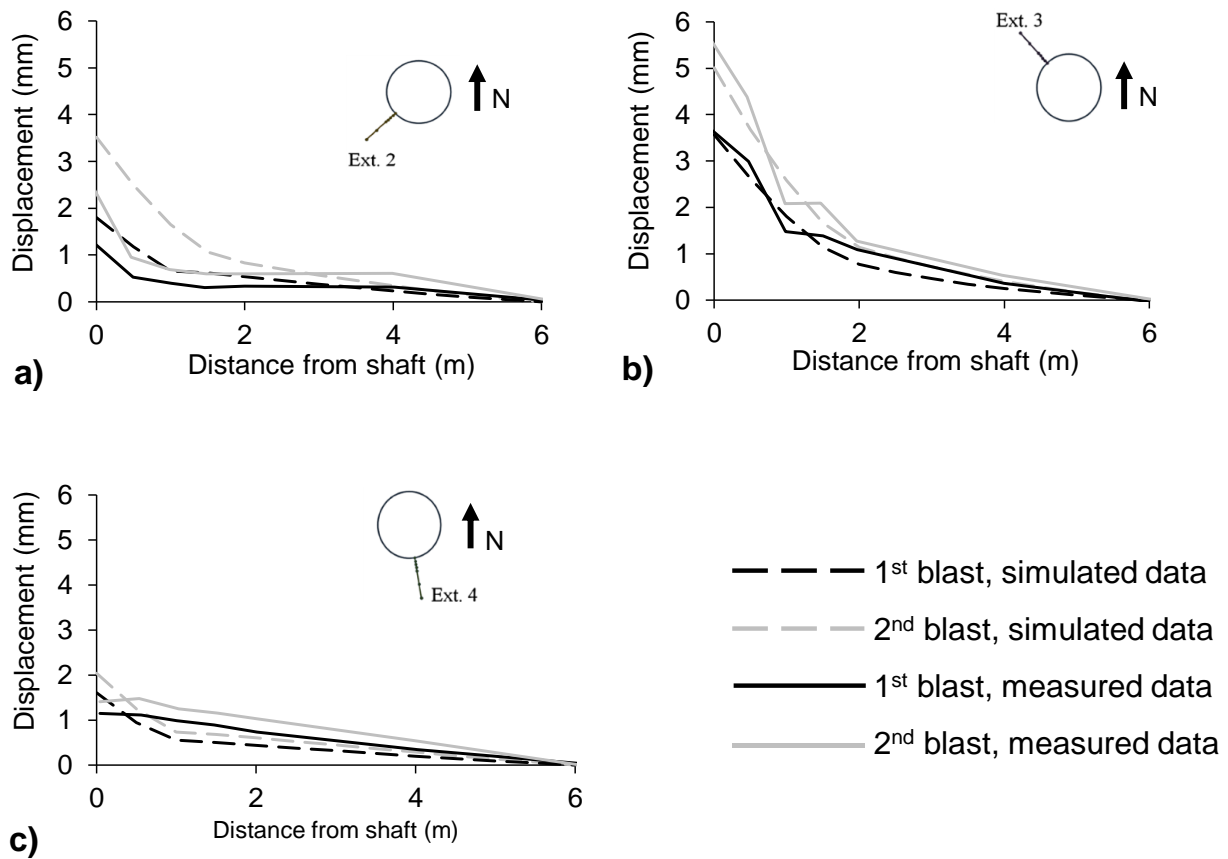 6
5
4
3
2
1
0
Displacement (mm)
N
Ext. 2
0 2 4 6
Distance from shaft (m)
a)
6
5
4
3
2
1
0
Displacement (mm)
Ext. 3
N
0 2 4 6
Distance from shaft (m)
b)
6
5
4
3
2
1
0
Displacement (mm)
N
Ext. 4
0 2 4 6
Distance from shaft (m)
c)
1st blast, simulated data
2nd blast, simulated data
1st blast, measured data
2nd blast, measured data